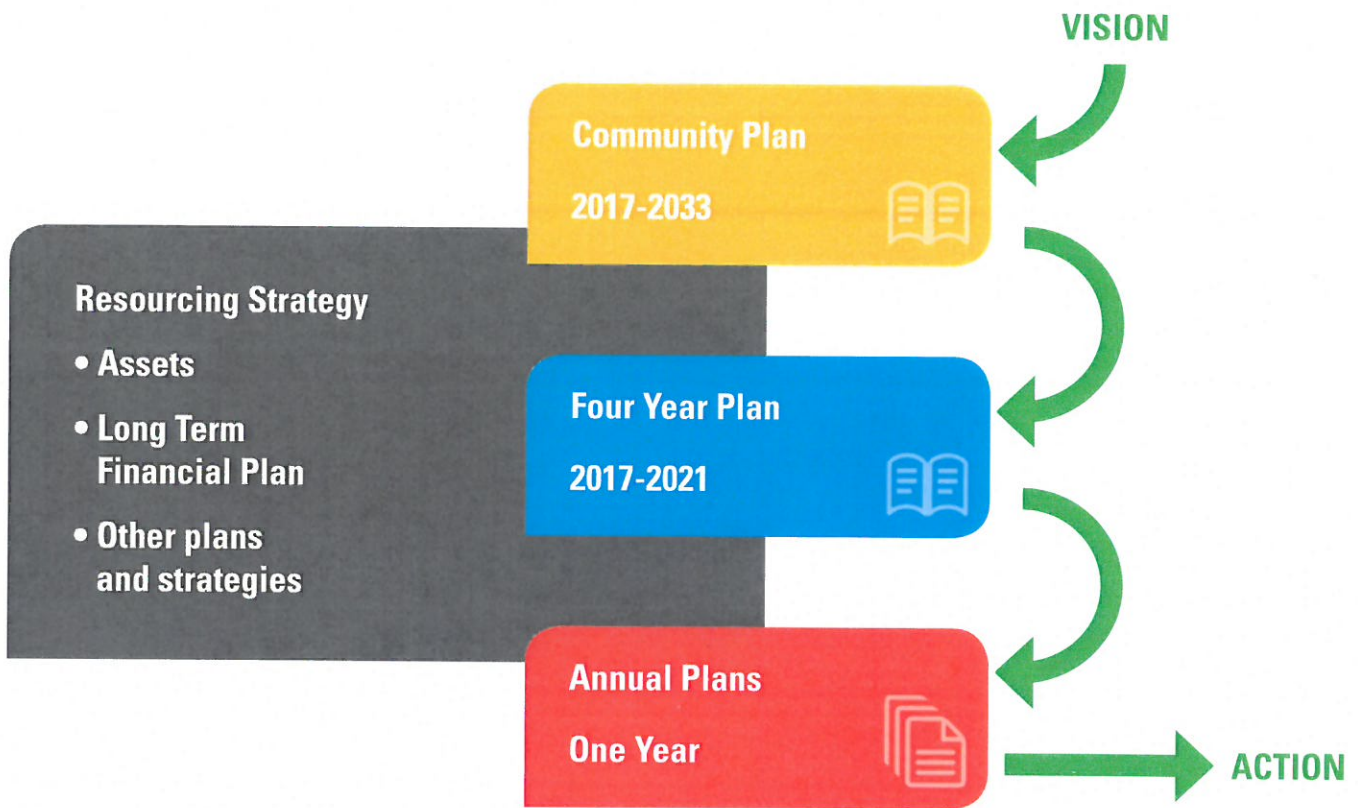 VISION
Community Plan
2017-2033
Resourcing Strategy
• Assets
• Long Term
Financial Plan
• Other plans
and strategies
Four Year Plan
2017-2021
Annual Plans
One Year
ACTION